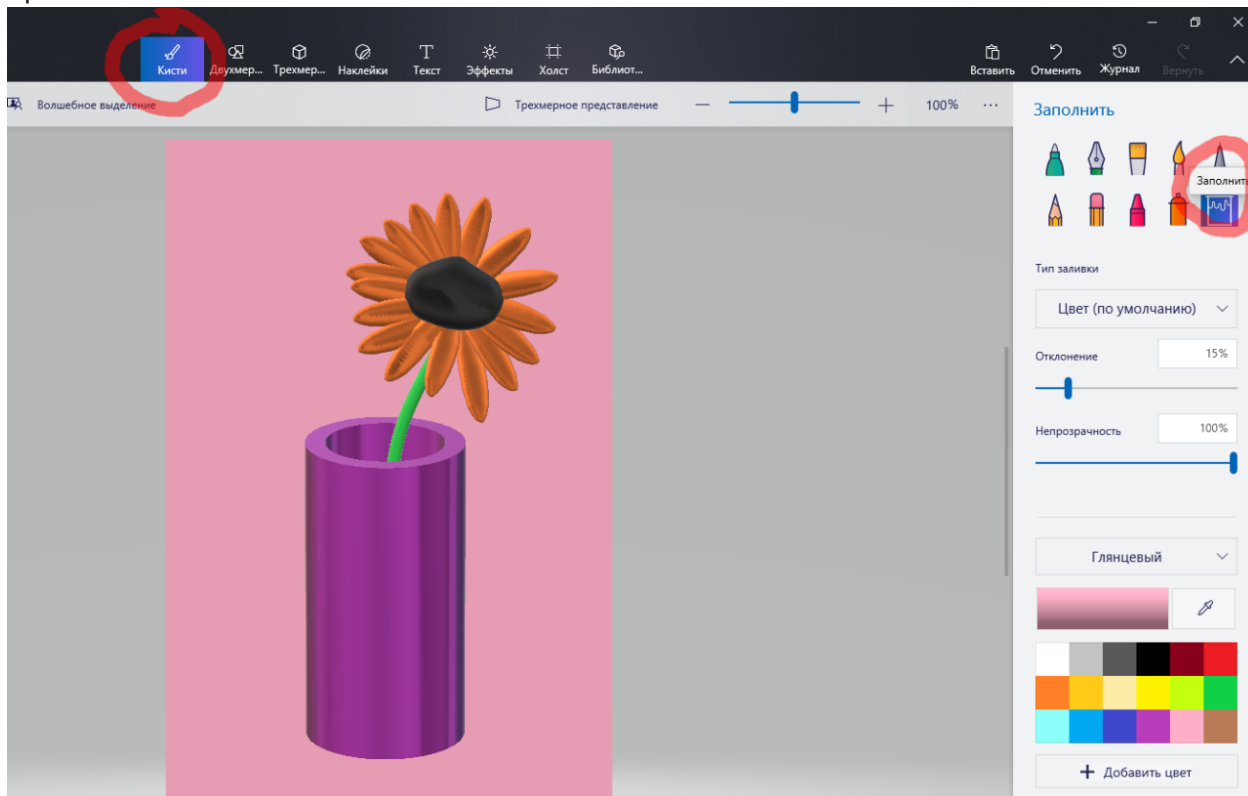 Кисти Двухмер... Трехмер... Наклейки Текст Эффекты Холст Библиот... Вставить Отменить Журнал Вернуть
Волшебное выделение Трехмерное представление 100% ...
Заполнить
Заполнить
Тип заливки
Цвет (по умолчанию)
Отклонение 15%
Непрозрачность 100%
Глянцевый
+ Добавить цвет